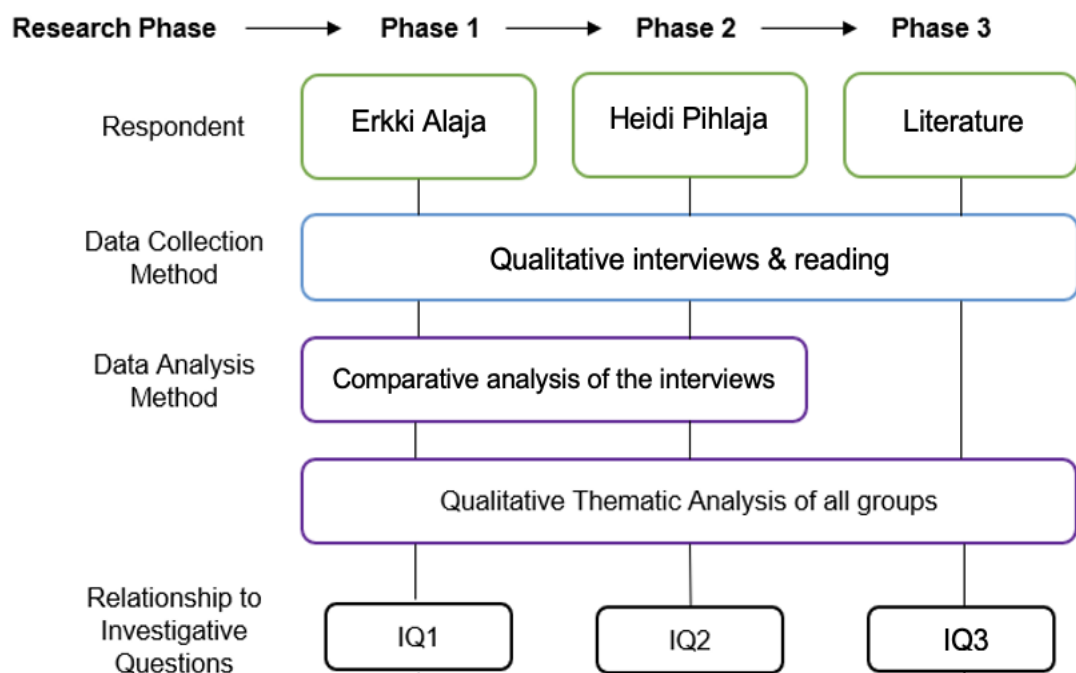 Research Phase Phase 1 Phase 2 Phase 3
Respondent Erkki Alaja Heidi Pihlaja Literature
Data Collection
Method
Qualitative interviews & reading
Data Analysis
Method
Comparative analysis of the interviews
Qualitative Thematic Analysis of all groups
Relationship to
Investigative
Questions
IQ1 IQ2 IQ3